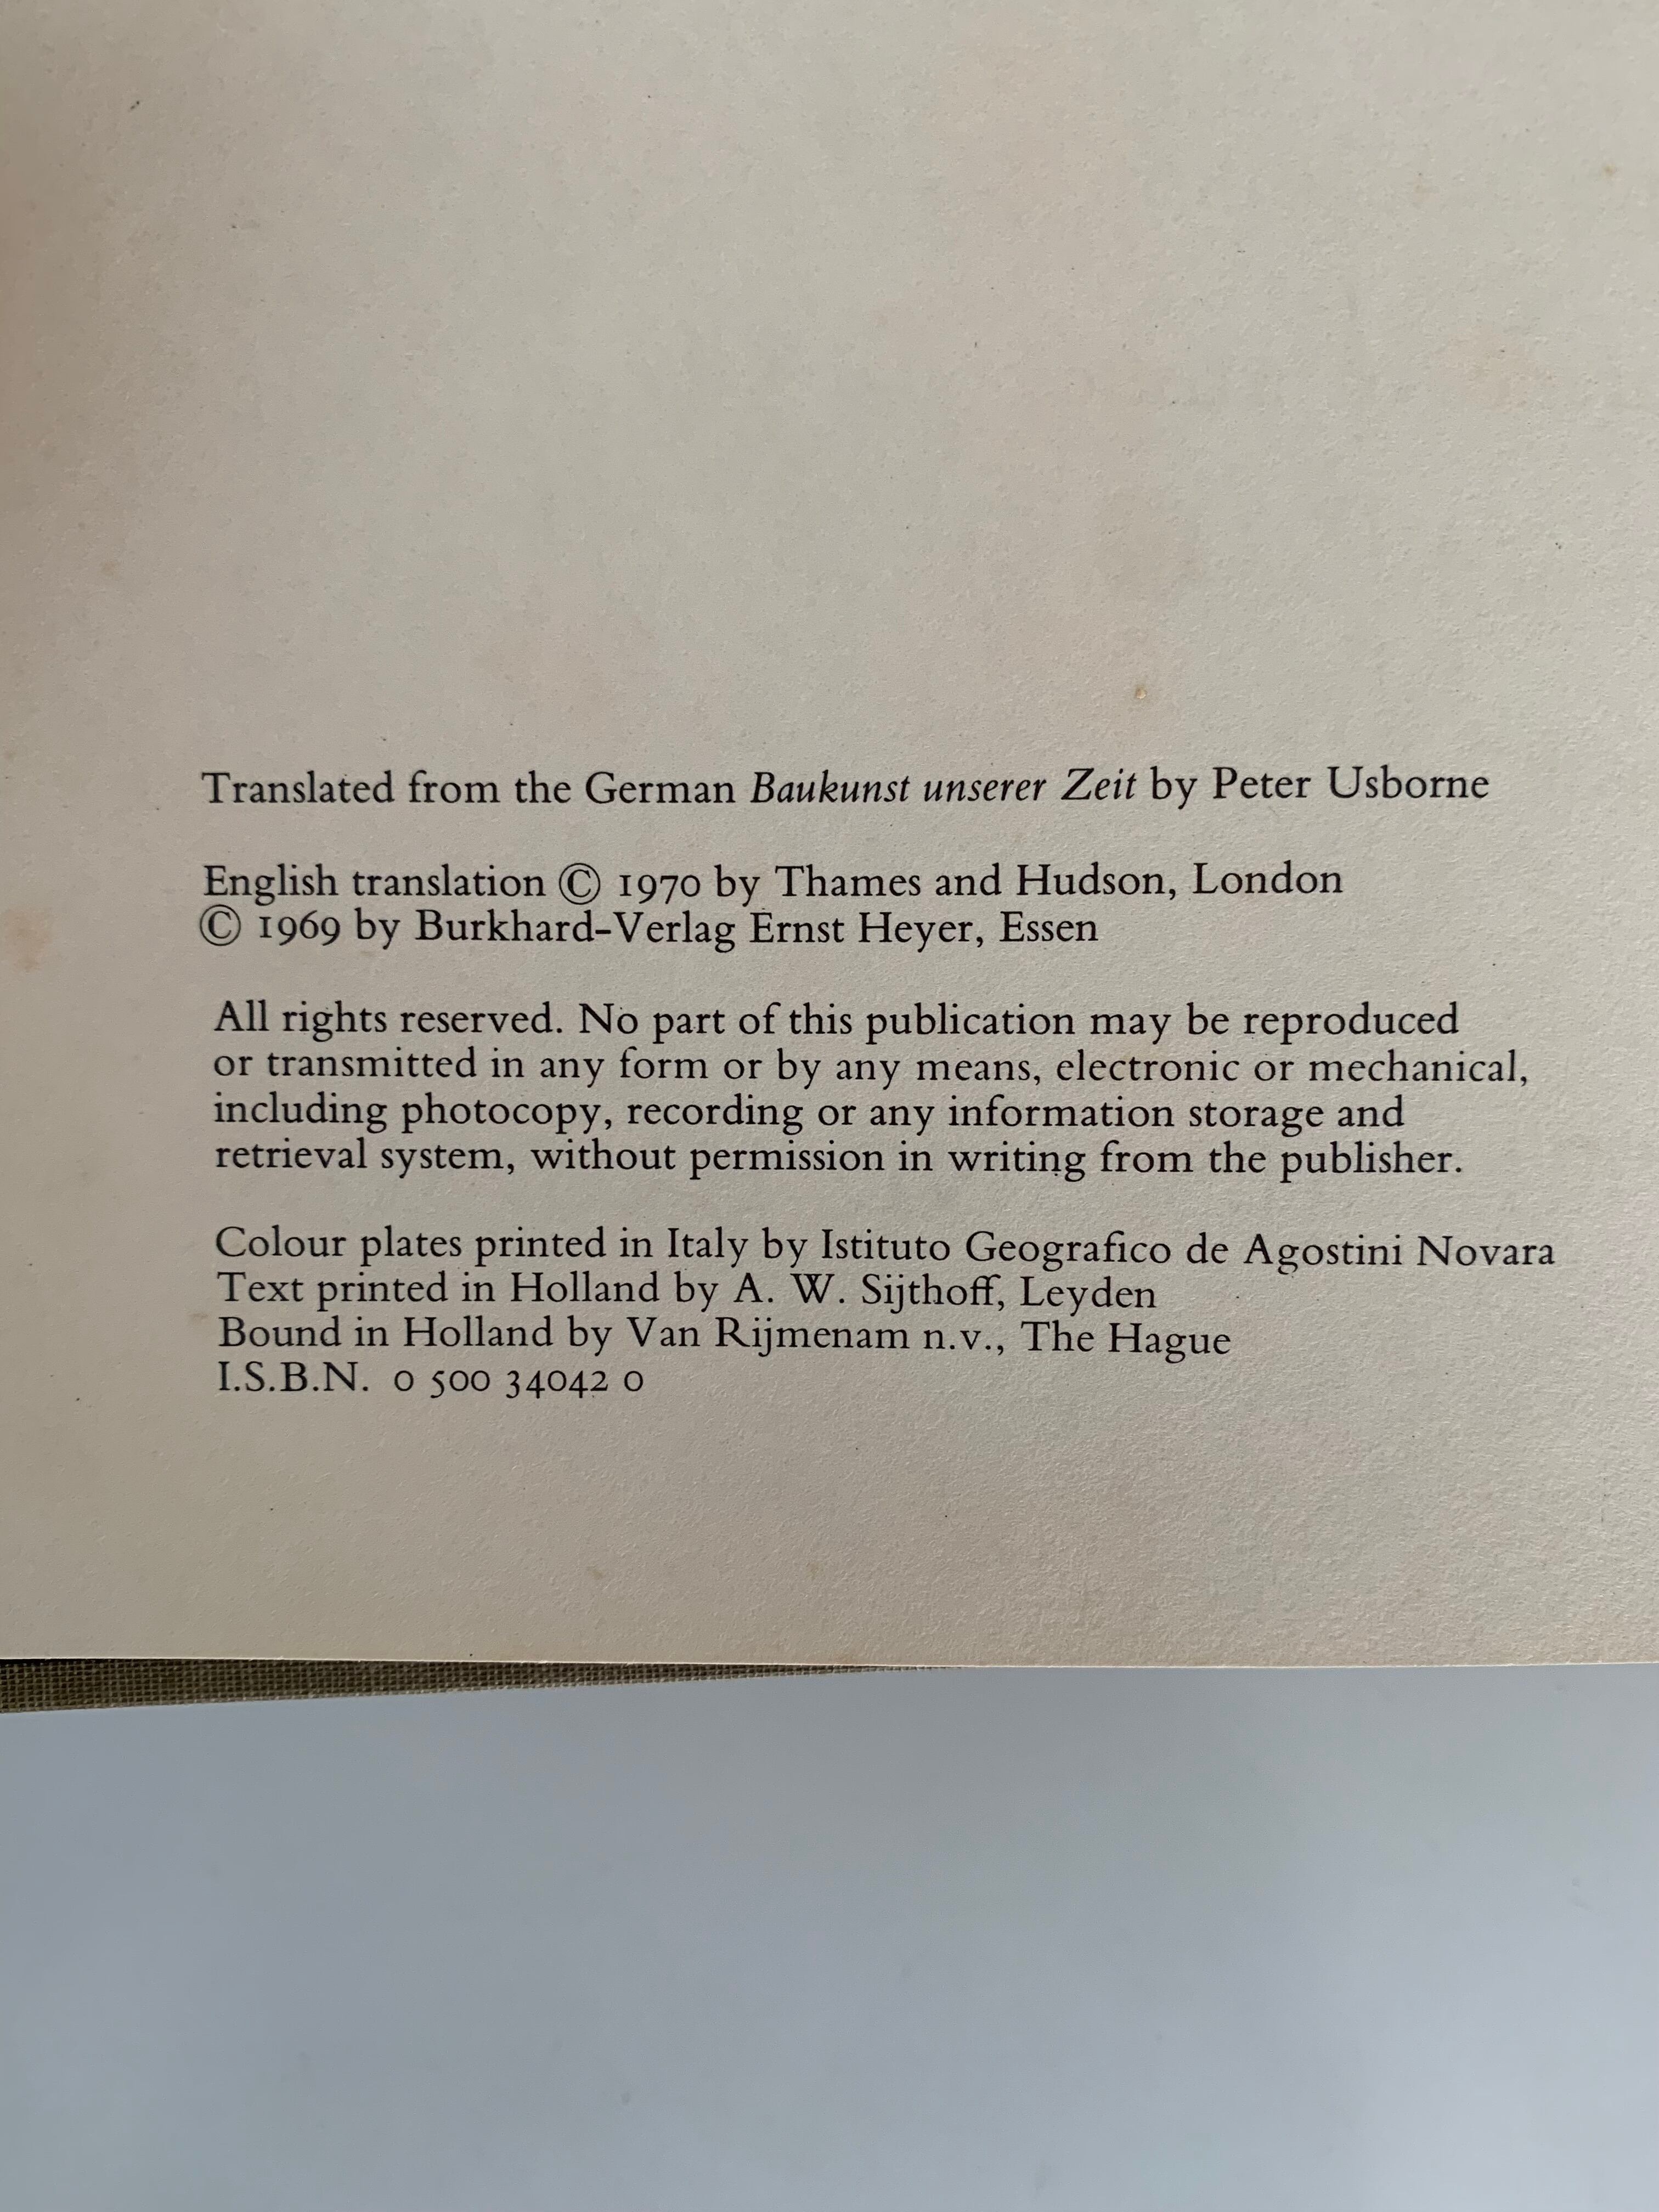 Translated from the German Baukunst unserer Zeit by Peter Usborne
English translation © 1970 by Thames and Hudson, London
© 1969 by Burkhard-Verlag Ernst Heyer, Essen
All rights reserved. No part of this publication may be reproduced
or transmitted in any form or by any means, electronic or mechanical,
including photocopy, recording or any information storage and
retrieval system, without permission in writing from the publisher.
Colour plates printed in Italy by Istituto Geografico de Agostini Novara
Text printed in Holland by A. W. Sijthoff, Leyden
Bound in Holland by Van Rijmenam n.v., The Hague
I.S.B.N. 0 500 34042 0